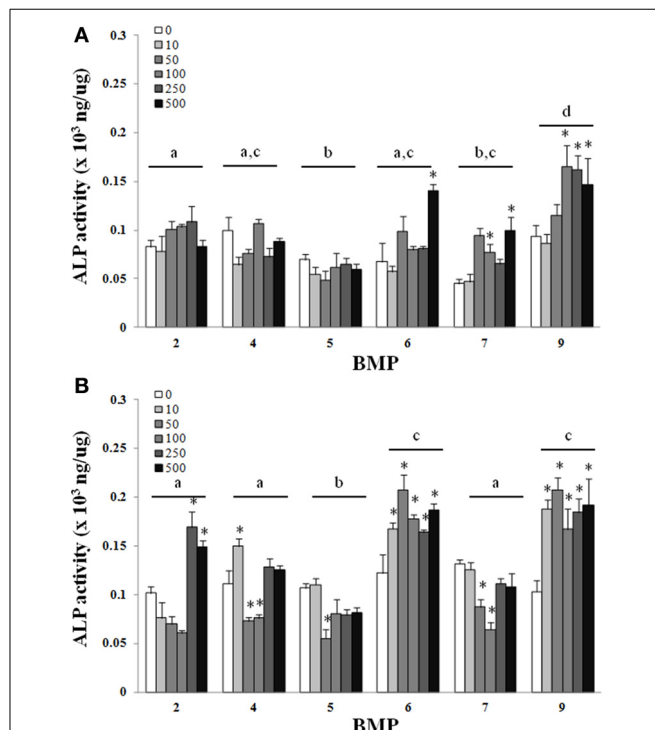 A
0
10
50
100
250
500
ALP activity (x 10³ ng/ug)
0.3
0.25
0.2
0.15
0.1
0.05
0
a
a,c
b
a,c
*
b,c
* *
d
* * *
2 4 5 6 7 9
BMP
B
0
10
50
100
250
500
ALP activity (x 10³ ng/ug)
0.3
0.25
0.2
0.15
0.1
0.05
0
a
* *
a
* * *
b
*
c
* * * * *
a
* *
c
* * * * *
2 4 5 6 7 9
BMP